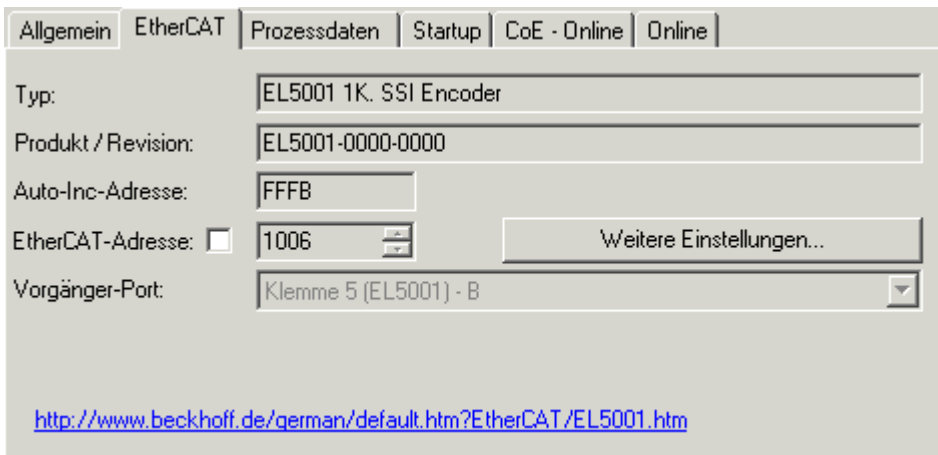 Allgemein EtherCAT Prozessdaten Startup CoE - Online Online
Typ: EL5001 1K. SSI Encoder
Produkt / Revision: EL5001-0000-0000
Auto-Inc-Adresse: FFFB
EtherCAT-Adresse: 1006 Weitere Einstellungen...
Vorgänger-Port: Klemme 5 (EL5001) - B
http://www.beckhoff.de/german/default.htm?EtherCAT/EL5001.htm